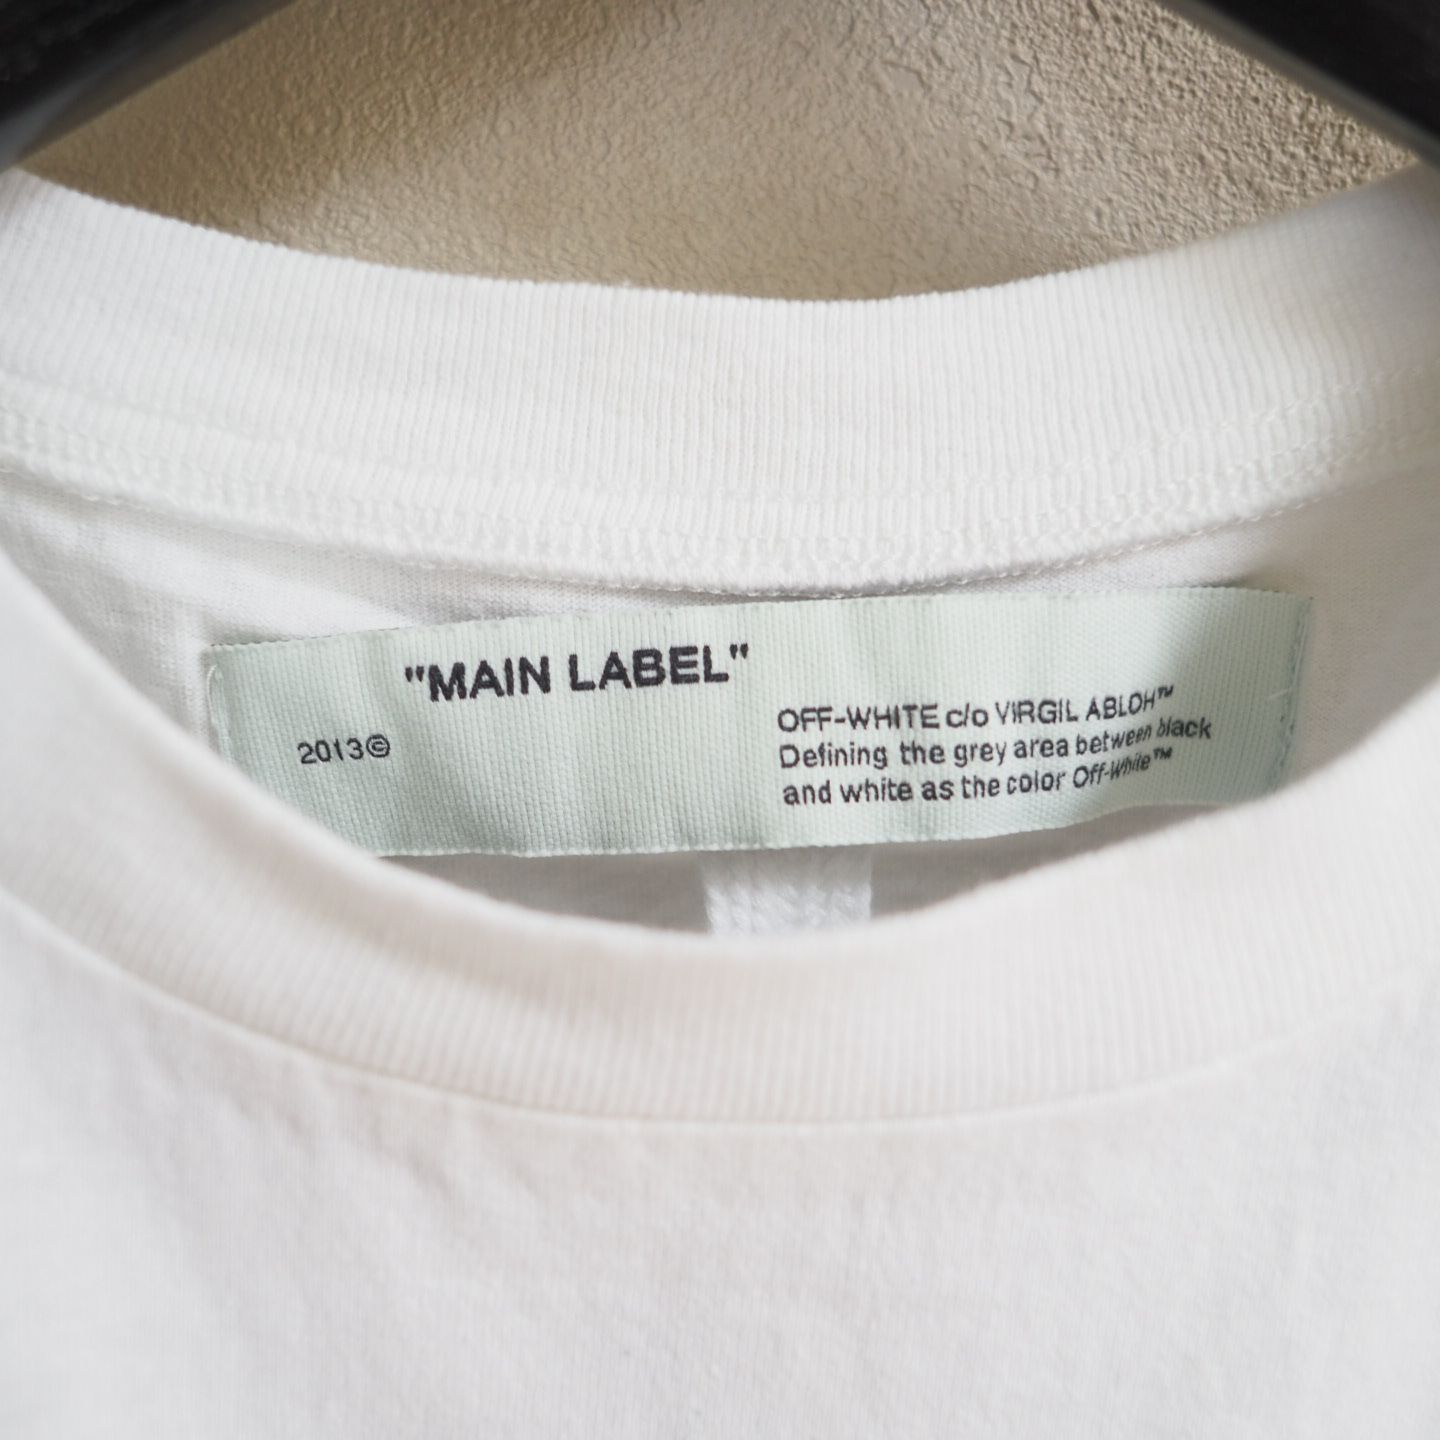 "MAIN LABEL"
2013©
OFF-WHITE c/o VIRGIL ABLOH™
Defining the grey area between black
and white as the color Off-White™